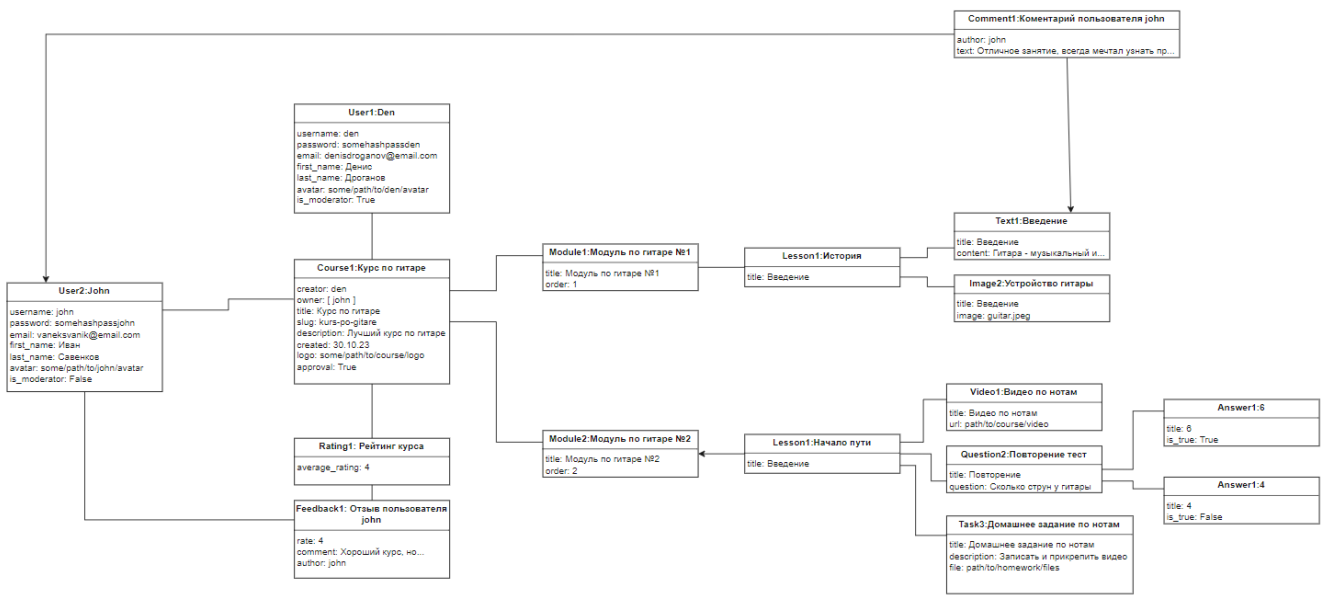 Comment1:Коментарий пользователя john
author: john
text: Отличное занятие, всегда мечтал узнать пр...
User1:Den
username: den
password: somehashpassden
email: denisdroganov@email.com
first_name: Денис
last_name: Дроганов
avatar: some/path/to/den/avatar
is_moderator: True
Course1:Курс по гитаре
creator: den
owner: [ john ]
title: Курс по гитаре
slug: kurs-po-gitare
description: Лучший курс по гитаре
created: 30.10.23
logo: some/path/to/course/logo
approval: True
User2:John
username: john
password: somehashpassjohn
email: vaneksvanik@email.com
first_name: Иван
last_name: Савенков
avatar: some/path/to/john/avatar
is_moderator: False
Rating1: Рейтинг курса
average_rating: 4
Feedback1: Отзыв пользователя
john
rate: 4
comment: Хороший курс, но...
author: john
Module1:Модуль по гитаре №1
title: Модуль по гитаре №1
order: 1
Lesson1:История
title: Введение
Text1:Введение
title: Введение
content: Гитара - музыкальный и...
Image2:Устройство гитары
title: Введение
image: guitar.jpeg
Module2:Модуль по гитаре №2
title: Модуль по гитаре №2
order: 2
Lesson1:Начало пути
title: Введение
Video1:Видео по нотам
title: Видео по нотам
url: path/to/course/video
Question2:Повторение тест
title: Повторение
question: Сколько струн у гитары
Task3:Домашнее задание по нотам
title: Домашнее задание по нотам
description: Записать и прикрепить видео
file: path/to/homework/files
Answer1:6
title: 6
is_true: True
Answer1:4
title: 4
is_true: False